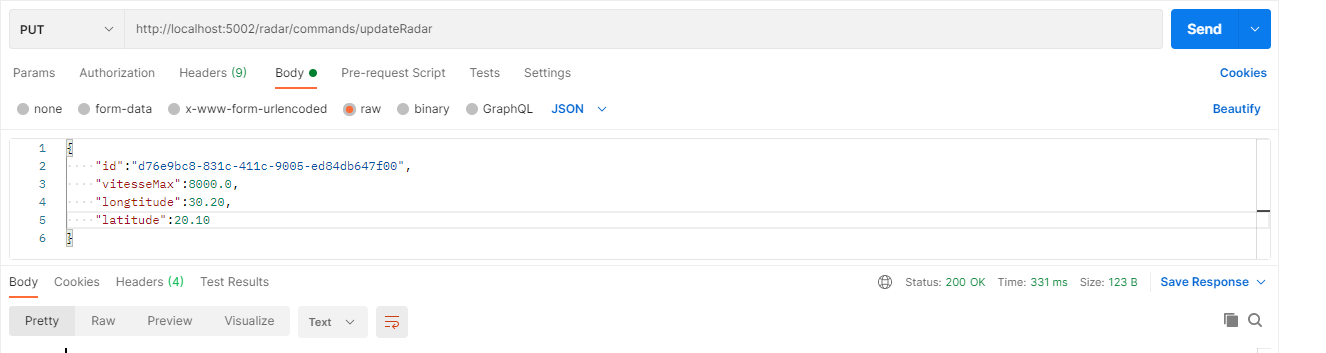 PUT http://localhost:5002/radar/commands/updateRadar Send
Params Authorization Headers (9) Body Pre-request Script Tests Settings Cookies
none form-data x-www-form-urlencoded raw binary GraphQL JSON Beautify
1 {
2 "id":"d76e9bc8-831c-411c-9005-ed84db647f00",
3 "vitesseMax":8000.0,
4 "longtitude":30.20,
5 "latitude":20.10
6 }
Body Cookies Headers (4) Test Results Status: 200 OK Time: 331 ms Size: 123 B Save Response
Pretty Raw Preview Visualize Text